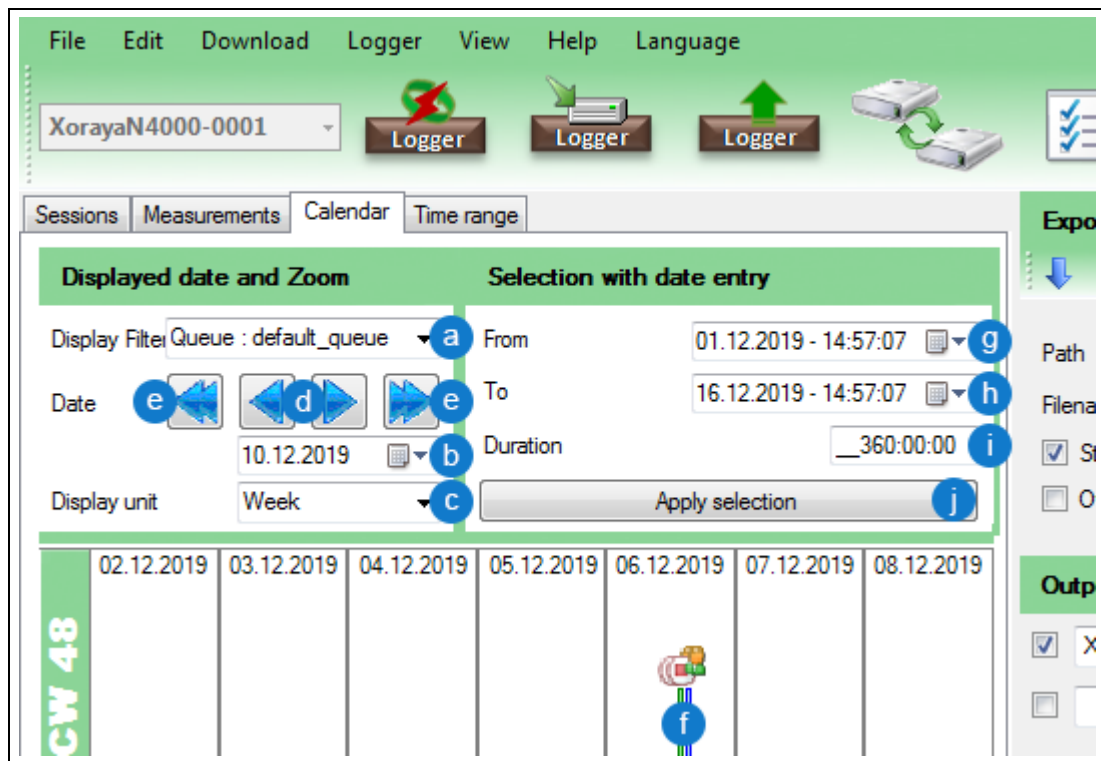 File Edit Download Logger View Help Language
XorayaN4000-0001
Logger Logger Logger
Sessions Measurements Calendar Time range
Expo
Displayed date and Zoom Selection with date entry
Display Filter Queue : default_queue a From 01.12.2019 - 14:57:07 g
Path
Date e d e To 16.12.2019 - 14:57:07 h
Filena
10.12.2019 b Duration __360:00:00 i
St
Display unit Week c Apply selection j
O
02.12.2019 03.12.2019 04.12.2019 05.12.2019 06.12.2019 07.12.2019 08.12.2019
Outp
CW 48
X
f